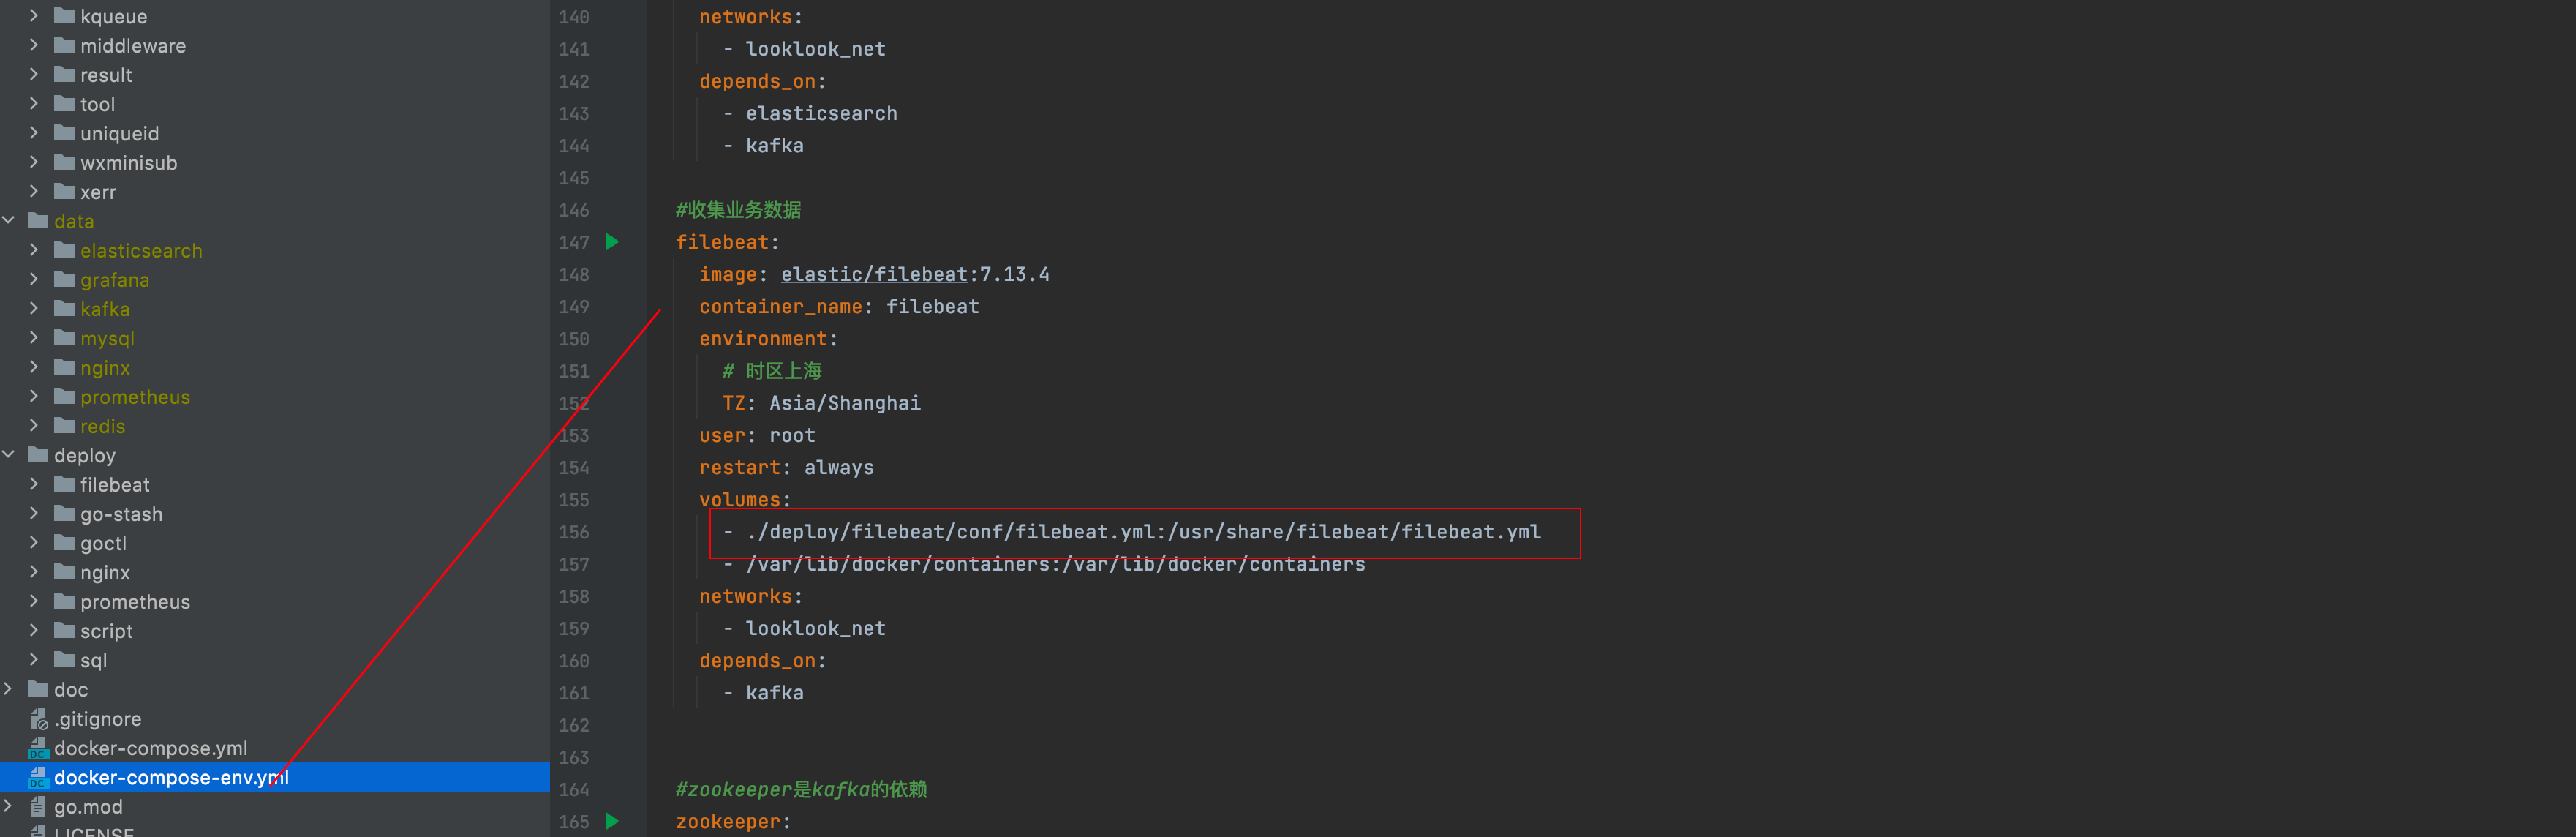 kqueue
middleware
result
tool
uniqueid
wxminisub
xerr
data
elasticsearch
grafana
kafka
mysql
nginx
prometheus
redis
deploy
filebeat
go-stash
goctl
nginx
prometheus
script
sql
doc
.gitignore
DC docker-compose.yml
DC docker-compose-env.yml
go.mod
LICENSE
140 networks:
141 - looklook_net
142 depends_on:
143 - elasticsearch
144 - kafka
145
146 #收集业务数据
147 filebeat:
148 image: elastic/filebeat:7.13.4
149 container_name: filebeat
150 environment:
151 # 时区上海
152 TZ: Asia/Shanghai
153 user: root
154 restart: always
155 volumes:
156 - ./deploy/filebeat/conf/filebeat.yml:/usr/share/filebeat/filebeat.yml
157 - /var/lib/docker/containers:/var/lib/docker/containers
158 networks:
159 - looklook_net
160 depends_on:
161 - kafka
162
163
164 #zookeeper是kafka的依赖
165 zookeeper: